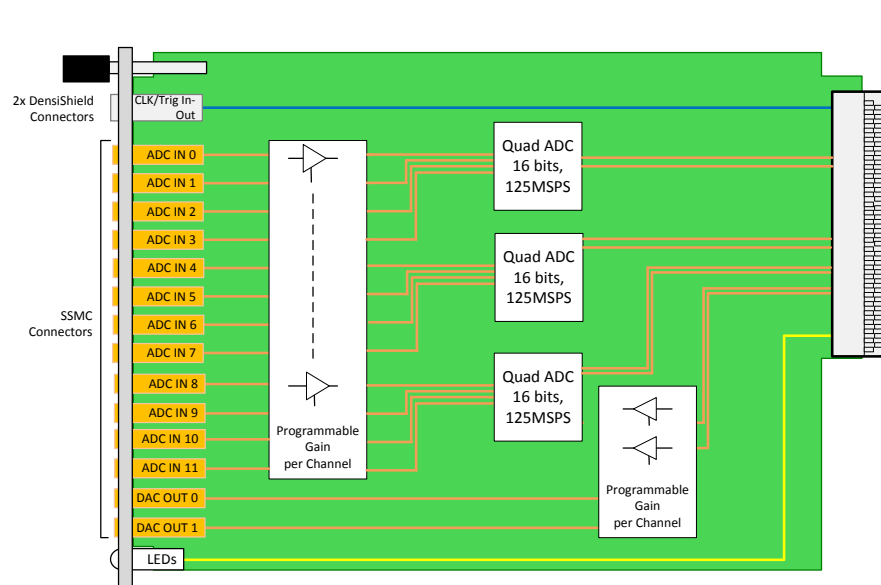 2x DensiShield
Connectors
CLK/Trig In-
Out
ADC IN 0
ADC IN 1
ADC IN 2
ADC IN 3
ADC IN 4
ADC IN 5
ADC IN 6
ADC IN 7
ADC IN 8
ADC IN 9
ADC IN 10
ADC IN 11
DAC OUT 0
DAC OUT 1
LEDs
SSMC
Connectors
Programmable
Gain
per Channel
Quad ADC
16 bits,
125MSPS
Quad ADC
16 bits,
125MSPS
Quad ADC
16 bits,
125MSPS
Programmable
Gain
per Channel